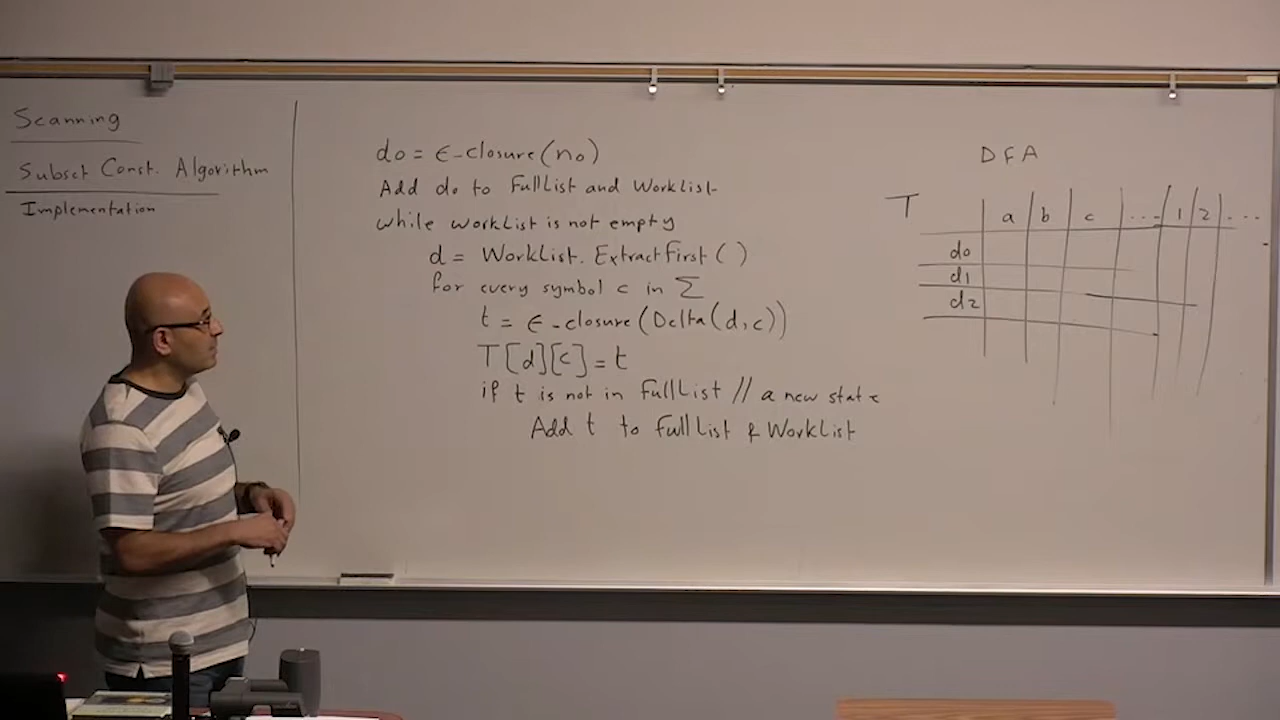 Scanning
Subset Const. Algorithm
Implementation
d0 = ϵ-closure(n0)
Add d0 to FullList and WorkList
while WorkList is not empty
d = WorkList.ExtractFirst( )
for every symbol c in Σ
t = ϵ-closure(Delta(d,c))
T[d][c] = t
if t is not in FullList // a new state
Add t to FullList & WorkList
DFA
T
a b c ... 1 2 ...
d0
d1
d2